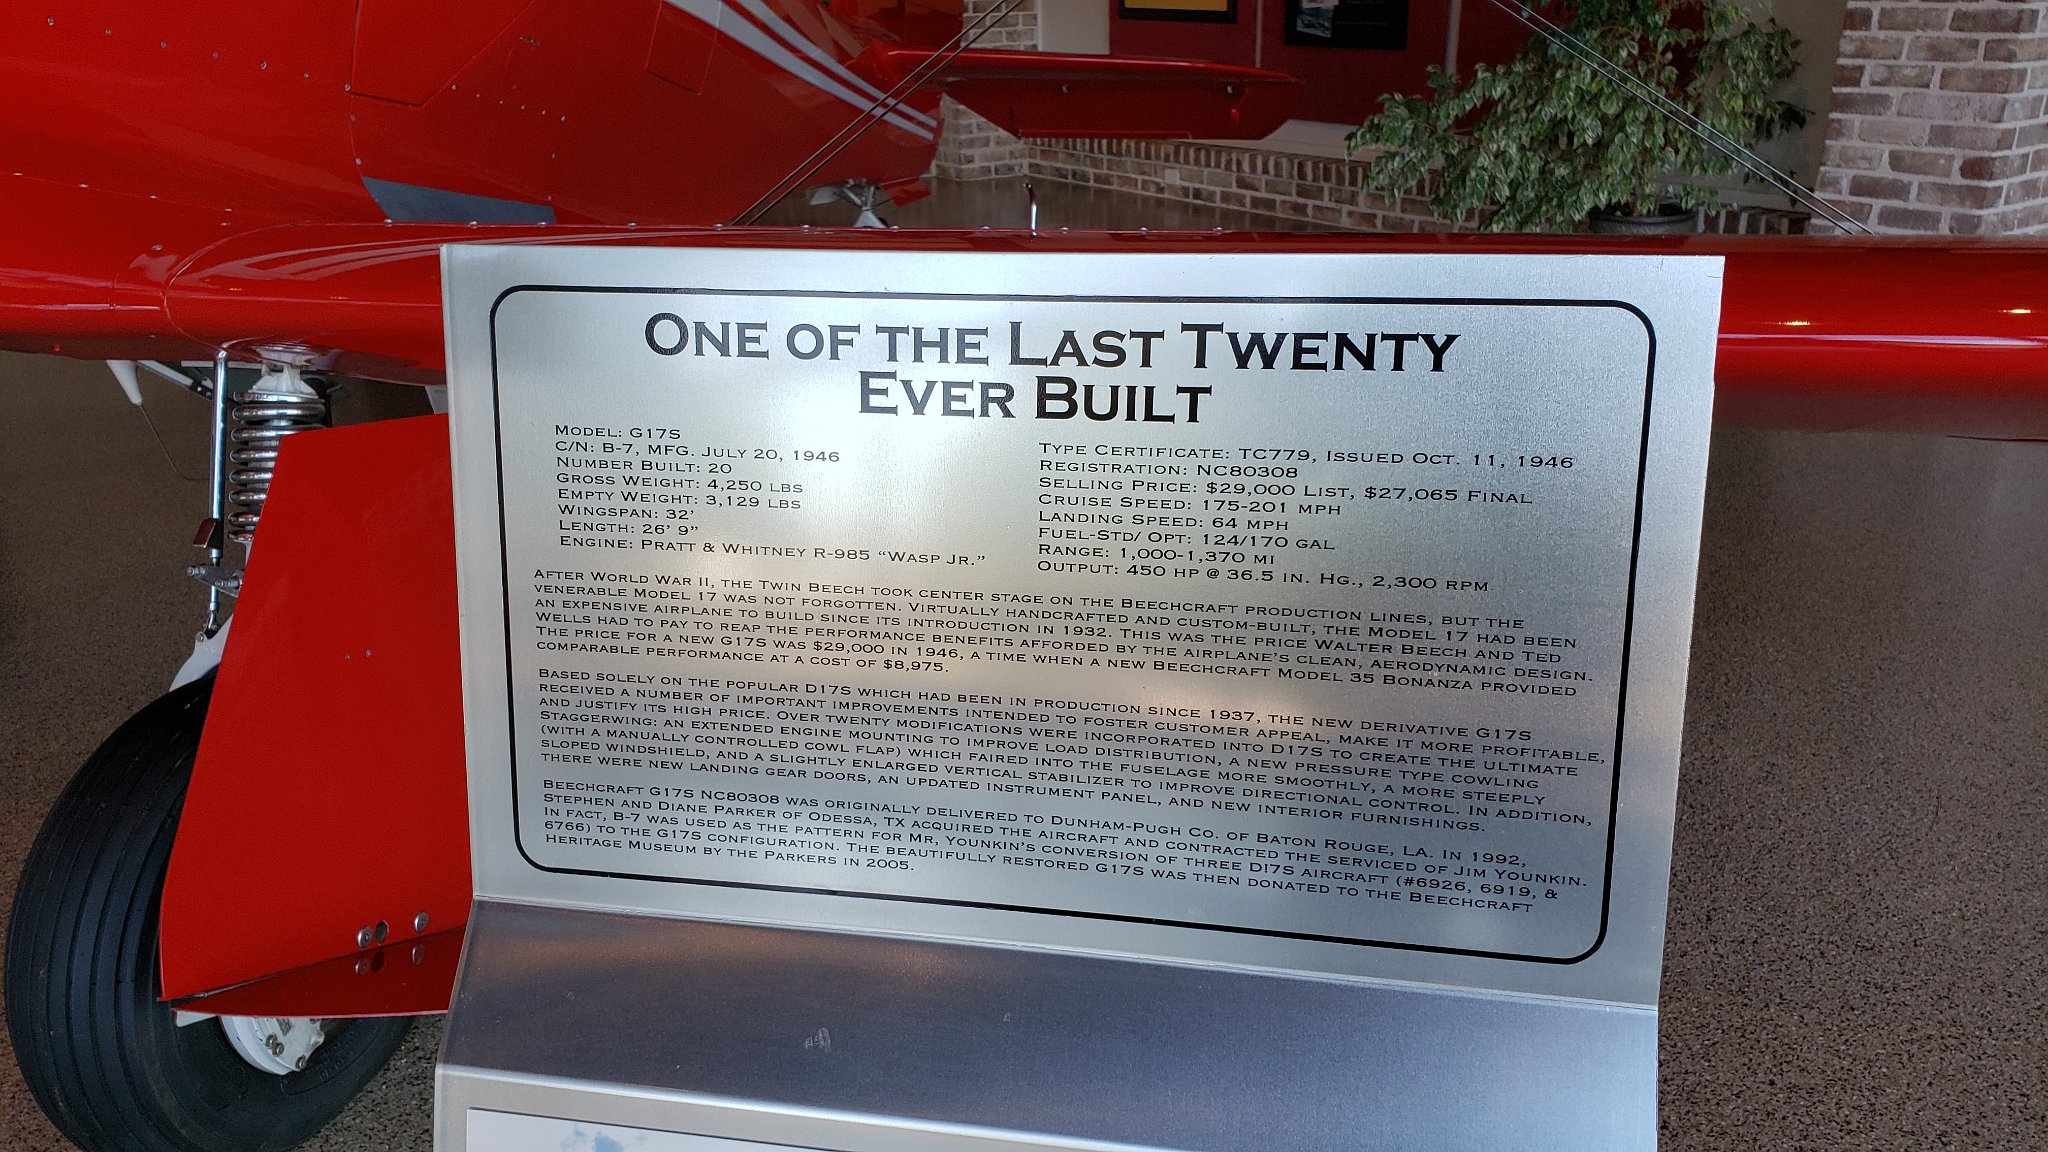 ONE OF THE LAST TWENTY
EVER BUILT
MODEL: G17S
C/N: B-7, MFG. JULY 20, 1946
NUMBER BUILT: 20
GROSS WEIGHT: 4,250 LBS
EMPTY WEIGHT: 3,129 LBS
WINGSPAN: 32'
LENGTH: 26' 9"
ENGINE: PRATT & WHITNEY R-985 "WASP JR."
TYPE CERTIFICATE: TC779, ISSUED OCT. 11, 1946
REGISTRATION: NC80308
SELLING PRICE: $29,000 LIST, $27,065 FINAL
CRUISE SPEED: 175-201 MPH
LANDING SPEED: 64 MPH
FUEL-STD/ OPT: 124/170 GAL
RANGE: 1,000-1,370 MI
OUTPUT: 450 HP @ 36.5 IN. HG., 2,300 RPM
AFTER WORLD WAR II, THE TWIN BEECH TOOK CENTER STAGE ON THE BEECHCRAFT PRODUCTION LINES, BUT THE
VENERABLE MODEL 17 WAS NOT FORGOTTEN. VIRTUALLY HANDCRAFTED AND CUSTOM-BUILT, THE MODEL 17 HAD BEEN
AN EXPENSIVE AIRPLANE TO BUILD SINCE ITS INTRODUCTION IN 1932. THIS WAS THE PRICE WALTER BEECH AND TED
WELLS HAD TO PAY TO REAP THE PERFORMANCE BENEFITS AFFORDED BY THE AIRPLANE'S CLEAN, AERODYNAMIC DESIGN.
THE PRICE FOR A NEW G17S WAS $29,000 IN 1946, A TIME WHEN A NEW BEECHCRAFT MODEL 35 BONANZA PROVIDED
COMPARABLE PERFORMANCE AT A COST OF $8,975.
BASED SOLELY ON THE POPULAR D17S WHICH HAD BEEN IN PRODUCTION SINCE 1937, THE NEW DERIVATIVE G17S
RECEIVED A NUMBER OF IMPORTANT IMPROVEMENTS INTENDED TO FOSTER CUSTOMER APPEAL, MAKE IT MORE PROFITABLE,
AND JUSTIFY ITS HIGH PRICE. OVER TWENTY MODIFICATIONS WERE INCORPORATED INTO D17S TO CREATE THE ULTIMATE
STAGGERWING: AN EXTENDED ENGINE MOUNTING TO IMPROVE LOAD DISTRIBUTION, A NEW PRESSURE TYPE COWLING
(WITH A MANUALLY CONTROLLED COWL FLAP) WHICH FAIRED INTO THE FUSELAGE MORE SMOOTHLY, A MORE STEEPLY
SLOPED WINDSHIELD, AND A SLIGHTLY ENLARGED VERTICAL STABILIZER TO IMPROVE DIRECTIONAL CONTROL. IN ADDITION,
THERE WERE NEW LANDING GEAR DOORS, AN UPDATED INSTRUMENT PANEL, AND NEW INTERIOR FURNISHINGS.
BEECHCRAFT G17S NC80308 WAS ORIGINALLY DELIVERED TO DUNHAM-PUGH CO. OF BATON ROUGE, LA. IN 1992,
STEPHEN AND DIANE PARKER OF ODESSA, TX ACQUIRED THE AIRCRAFT AND CONTRACTED THE SERVICED OF JIM YOUNKIN.
IN FACT, B-7 WAS USED AS THE PATTERN FOR MR, YOUNKIN'S CONVERSION OF THREE D17S AIRCRAFT (#6926, 6919, &
6766) TO THE G17S CONFIGURATION. THE BEAUTIFULLY RESTORED G17S WAS THEN DONATED TO THE BEECHCRAFT
HERITAGE MUSEUM BY THE PARKERS IN 2005.